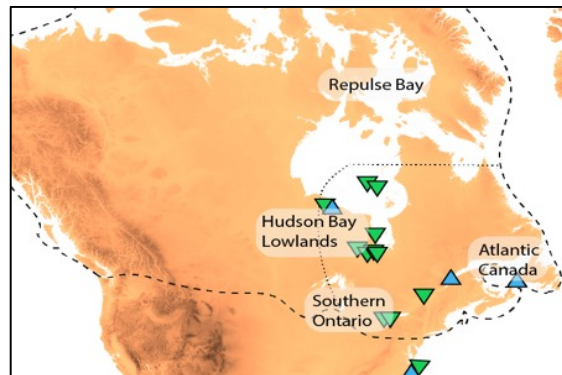 Repulse Bay
Hudson Bay
Lowlands
Atlantic
Canada
Southern
Ontario